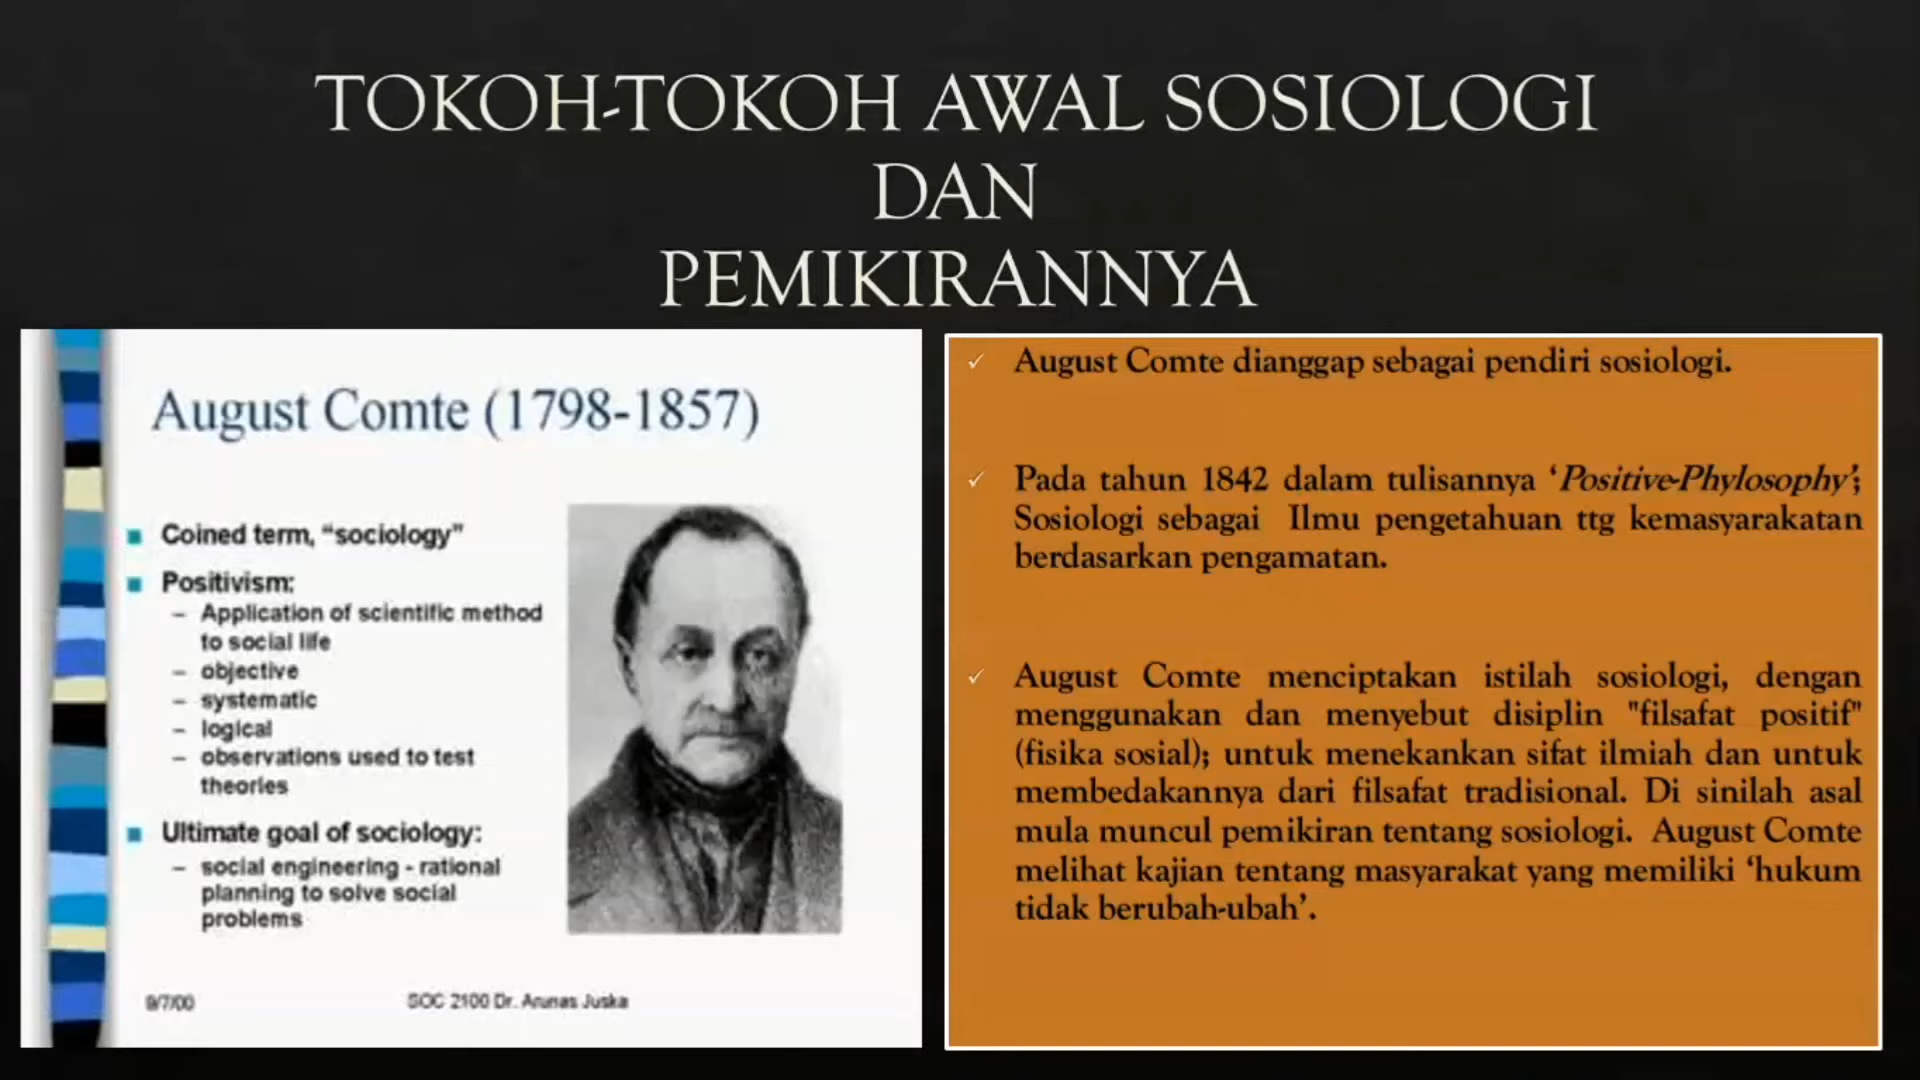 TOKOH-TOKOH AWAL SOSIOLOGI
DAN
PEMIKIRANNYA
August Comte (1798-1857)
Coined term, “sociology”
Positivism:
– Application of scientific method
to social life
– objective
– systematic
– logical
– observations used to test
theories
Ultimate goal of sociology:
– social engineering - rational
planning to solve social
problems
9/7/00
SOC 2100 Dr. Arunas Juska
✓ August Comte dianggap sebagai pendiri sosiologi.
✓ Pada tahun 1842 dalam tulisannya ‘Positive-Phylosophy’;
Sosiologi sebagai Ilmu pengetahuan ttg kemasyarakatan
berdasarkan pengamatan.
✓ August Comte menciptakan istilah sosiologi, dengan
menggunakan dan menyebut disiplin "filsafat positif"
(fisika sosial); untuk menekankan sifat ilmiah dan untuk
membedakannya dari filsafat tradisional. Di sinilah asal
mula muncul pemikiran tentang sosiologi. August Comte
melihat kajian tentang masyarakat yang memiliki ‘hukum
tidak berubah-ubah’.